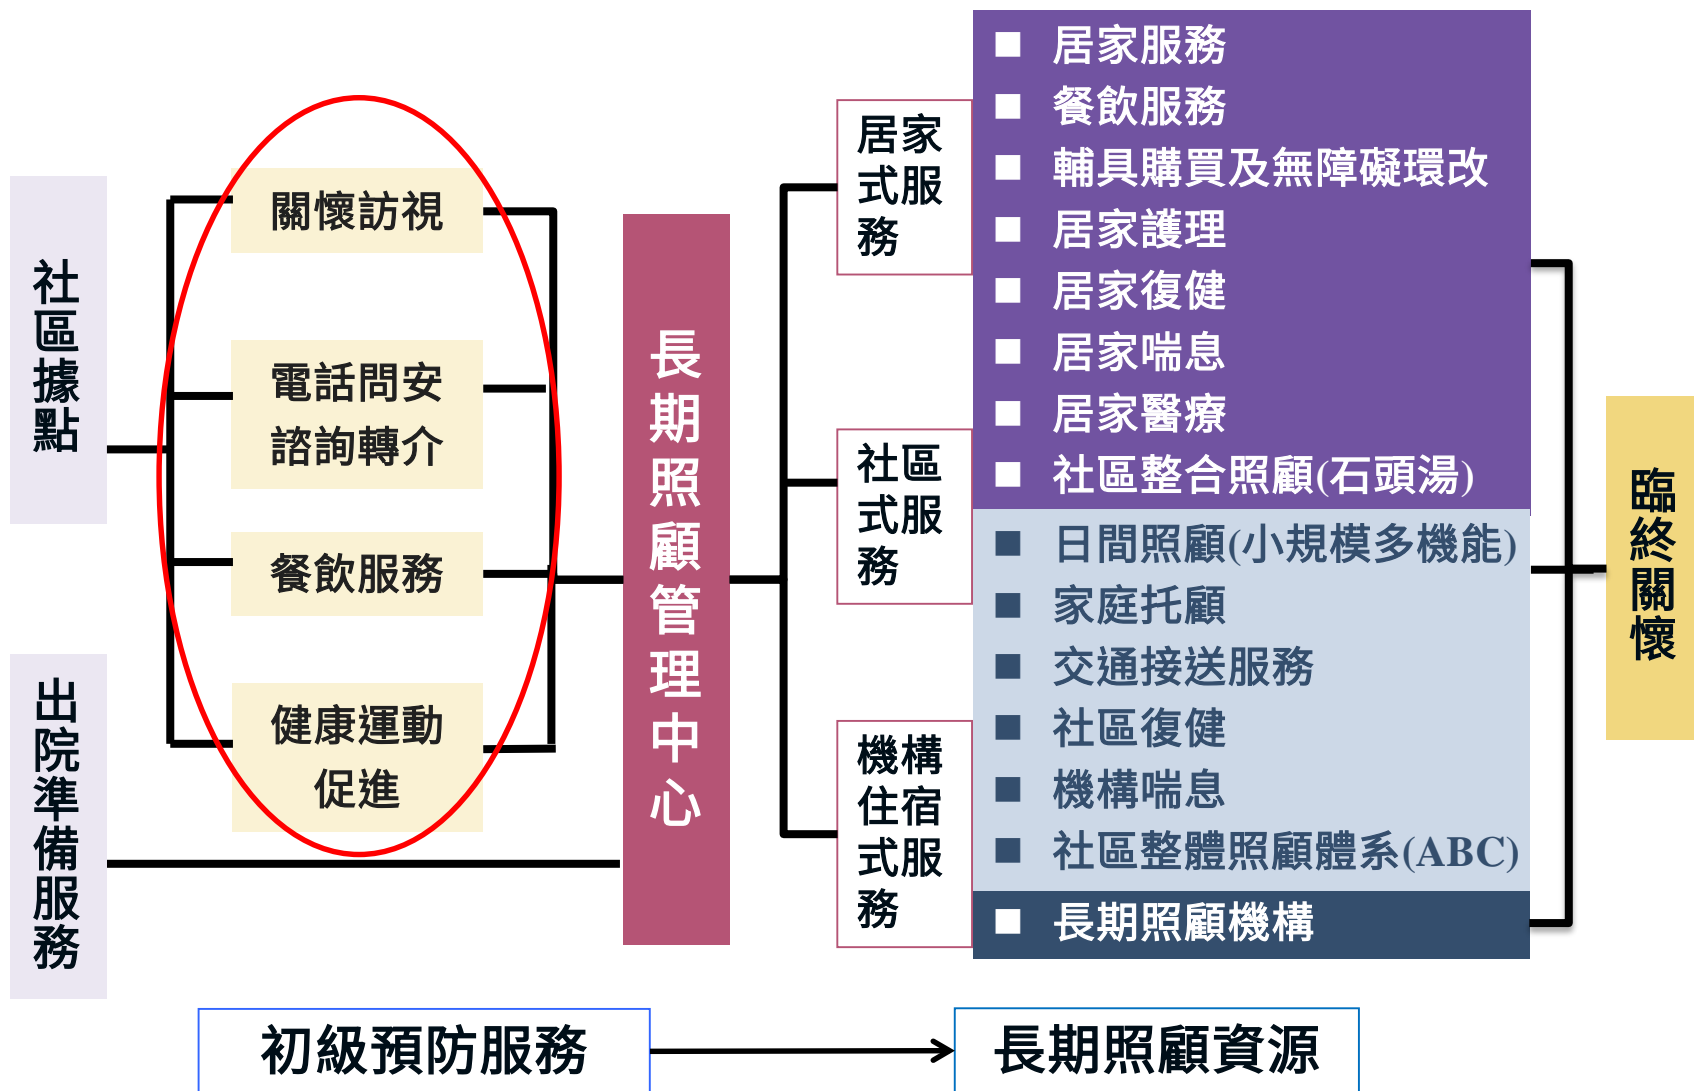 社區據點
出院準備服務
關懷訪視
電話問安
諮詢轉介
餐飲服務
健康運動
促進
長期照顧管理中心
居家
式服
務
社區
式服
務
機構
住宿
式服
務
居家服務
餐飲服務
輔具購買及無障礙環改
居家護理
居家復健
居家喘息
居家醫療
社區整合照顧(石頭湯)
日間照顧(小規模多機能)
家庭托顧
交通接送服務
社區復健
機構喘息
社區整體照顧體系(ABC)
長期照顧機構
臨終關懷
初級預防服務
長期照顧資源